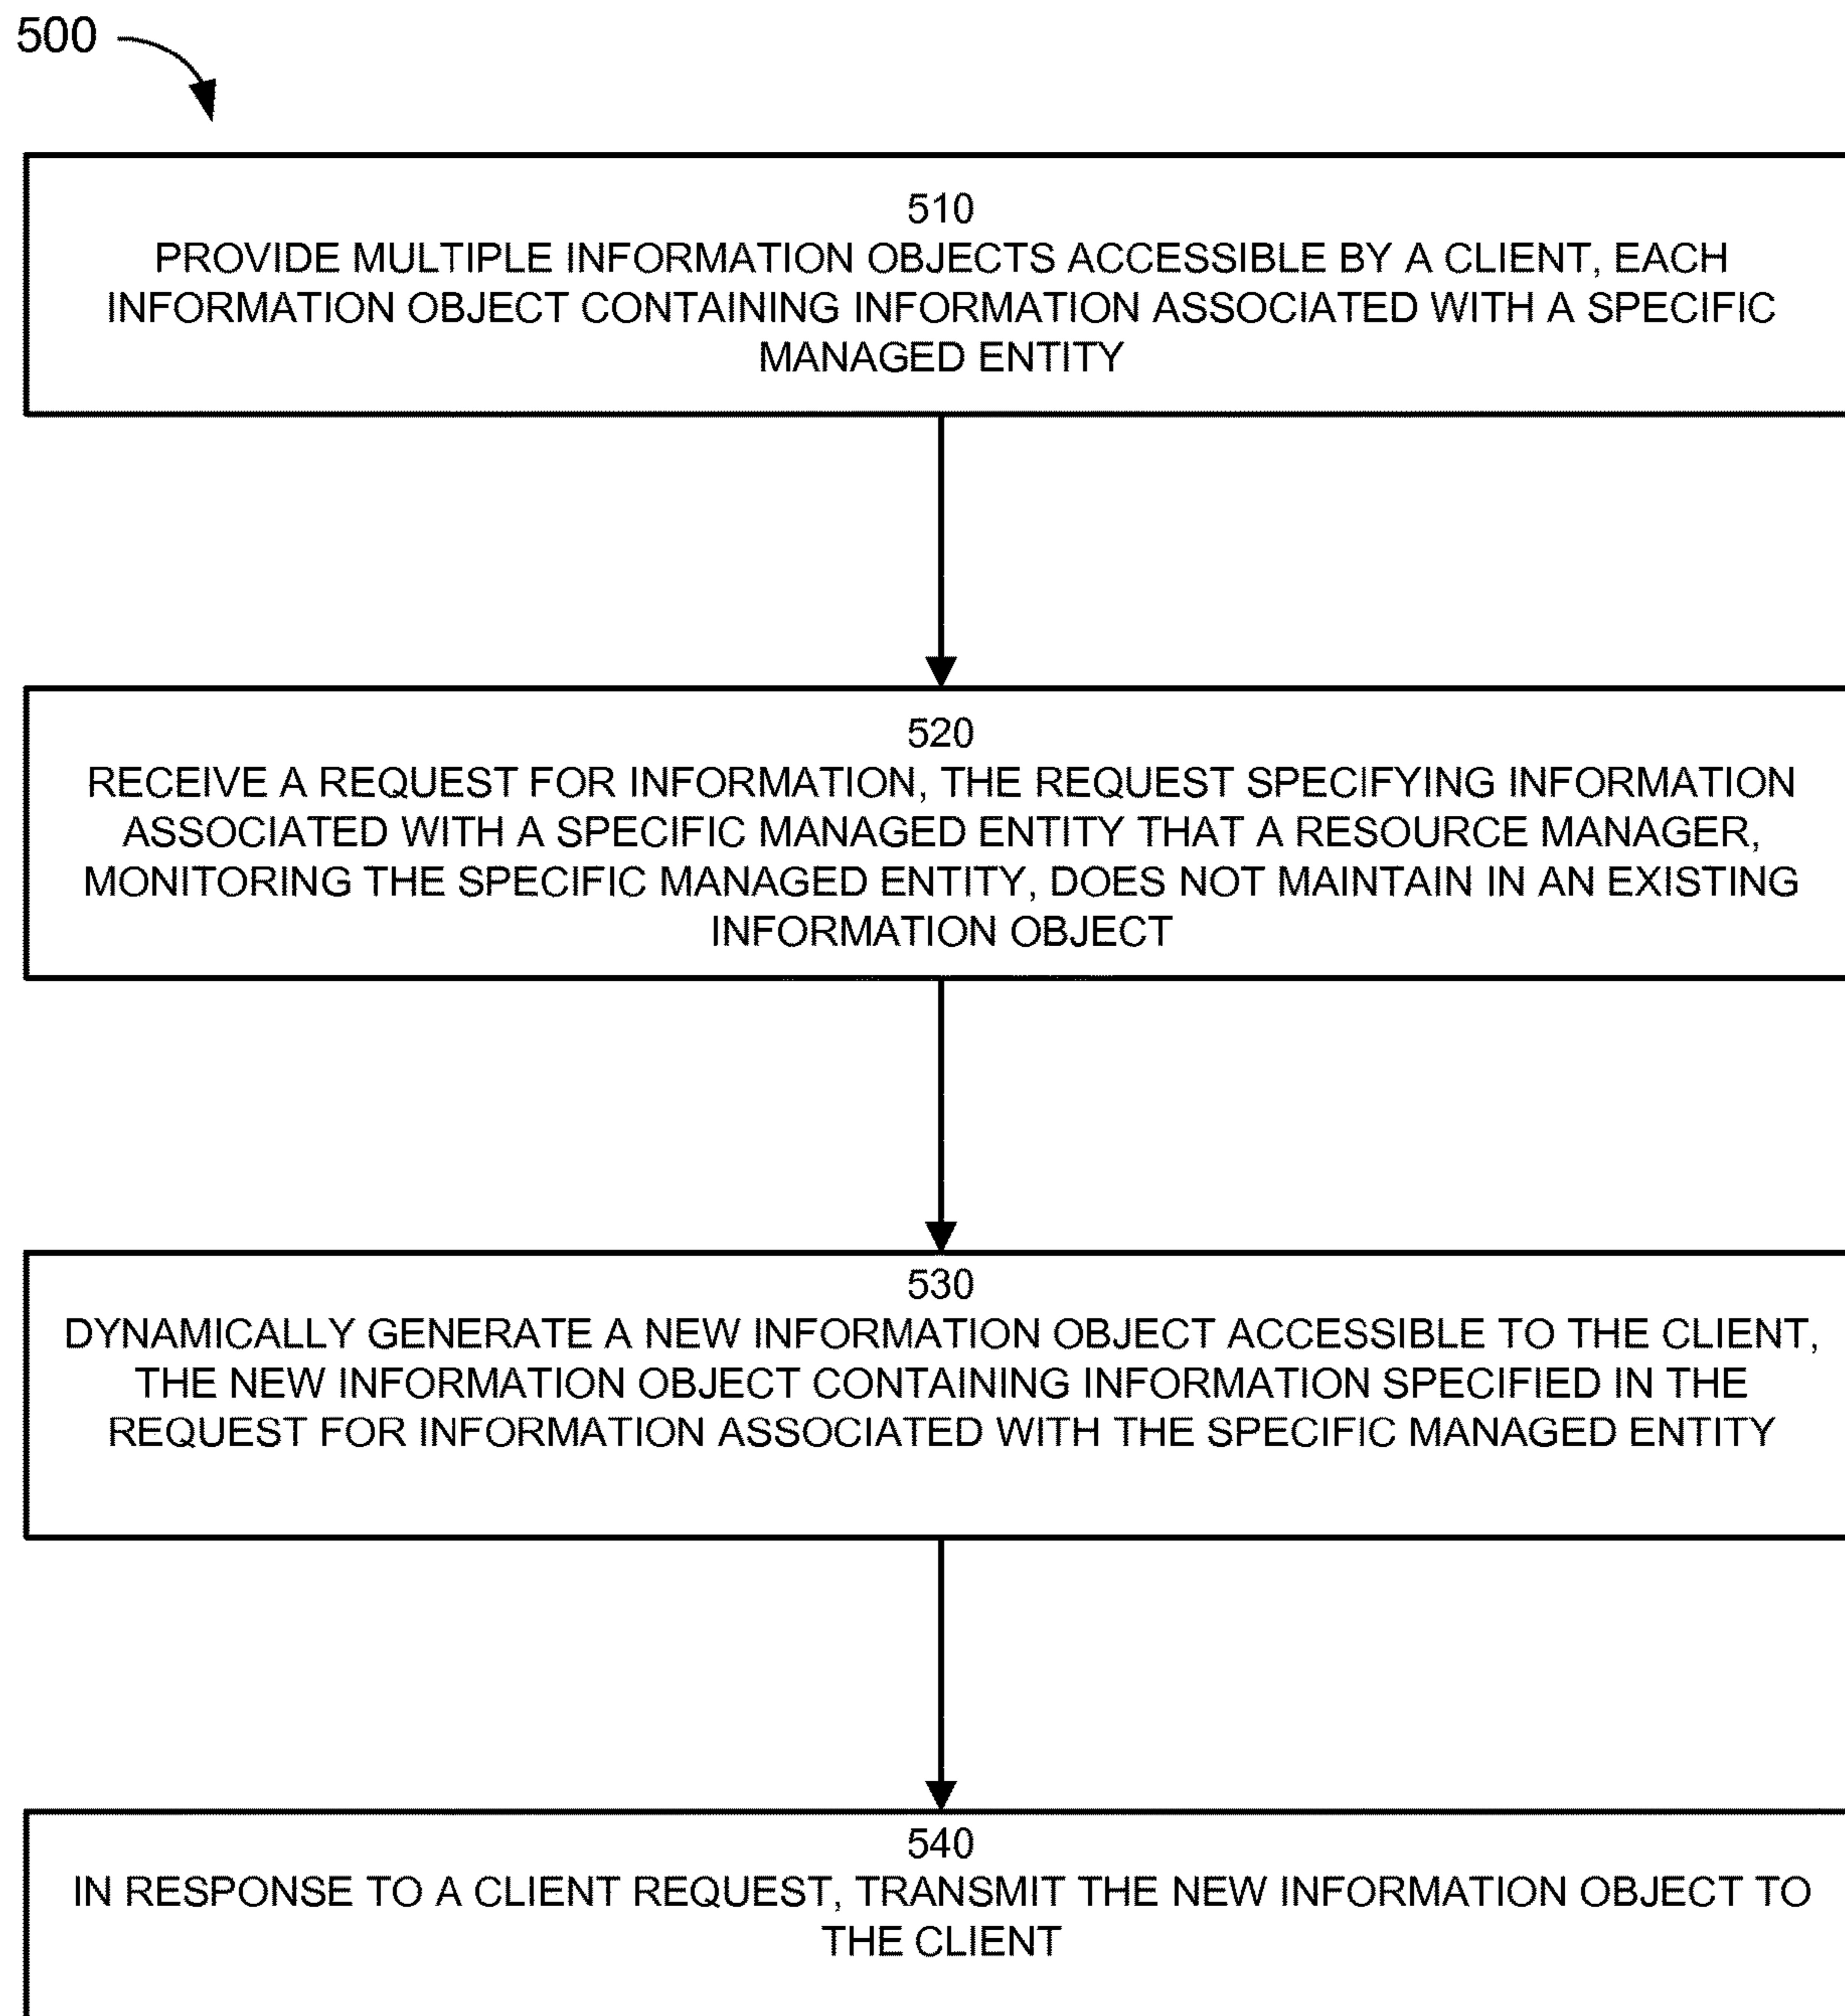 500
510
PROVIDE MULTIPLE INFORMATION OBJECTS ACCESSIBLE BY A CLIENT, EACH
INFORMATION OBJECT CONTAINING INFORMATION ASSOCIATED WITH A SPECIFIC
MANAGED ENTITY
520
RECEIVE A REQUEST FOR INFORMATION, THE REQUEST SPECIFYING INFORMATION
ASSOCIATED WITH A SPECIFIC MANAGED ENTITY THAT A RESOURCE MANAGER,
MONITORING THE SPECIFIC MANAGED ENTITY, DOES NOT MAINTAIN IN AN EXISTING
INFORMATION OBJECT
530
DYNAMICALLY GENERATE A NEW INFORMATION OBJECT ACCESSIBLE TO THE CLIENT,
THE NEW INFORMATION OBJECT CONTAINING INFORMATION SPECIFIED IN THE
REQUEST FOR INFORMATION ASSOCIATED WITH THE SPECIFIC MANAGED ENTITY
540
IN RESPONSE TO A CLIENT REQUEST, TRANSMIT THE NEW INFORMATION OBJECT TO
THE CLIENT